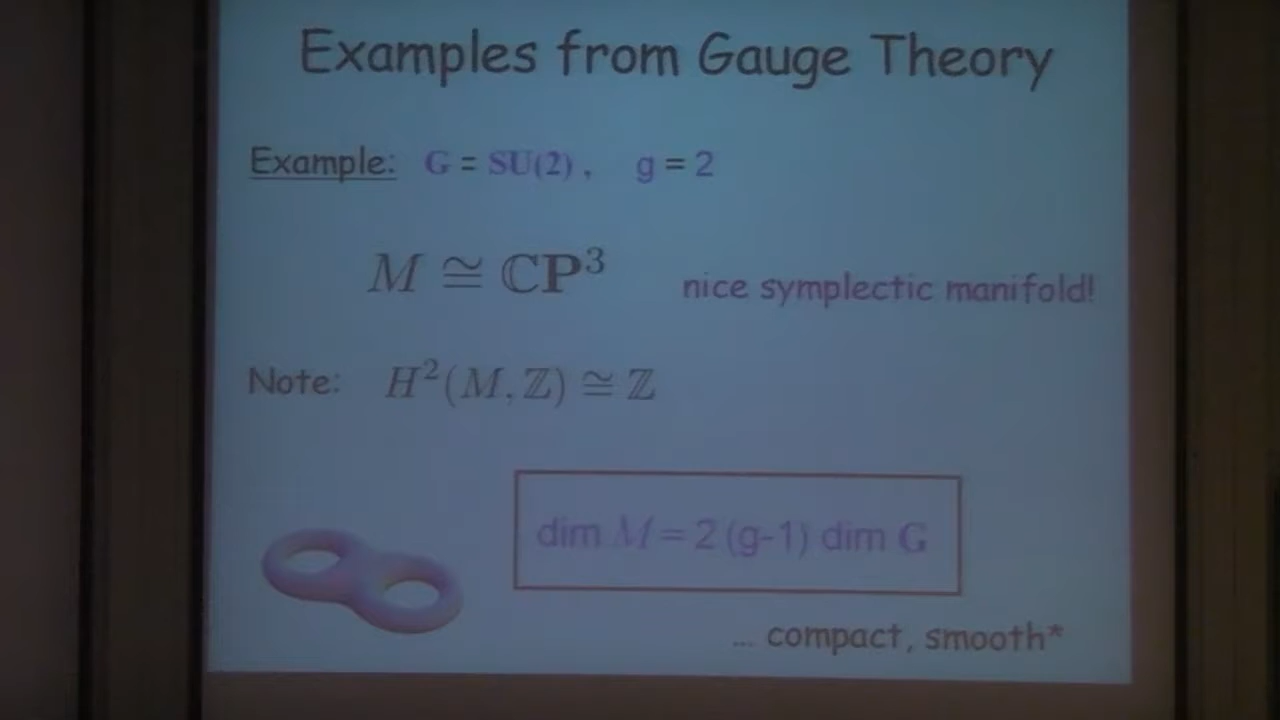 Examples from Gauge Theory
Example: G = SU(2), g = 2
M ≅ ℂP³ nice symplectic manifold!
Note: H²(M, ℤ) ≅ ℤ
dim M = 2 (g-1) dim G
... compact, smooth*